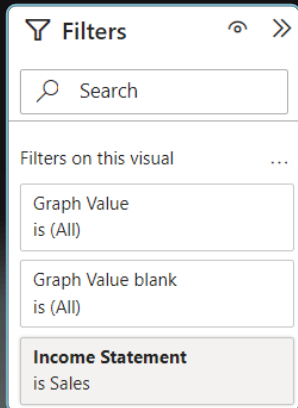 Filters
Search
Filters on this visual
...
Graph Value
is (All)
Graph Value blank
is (All)
Income Statement
is Sales